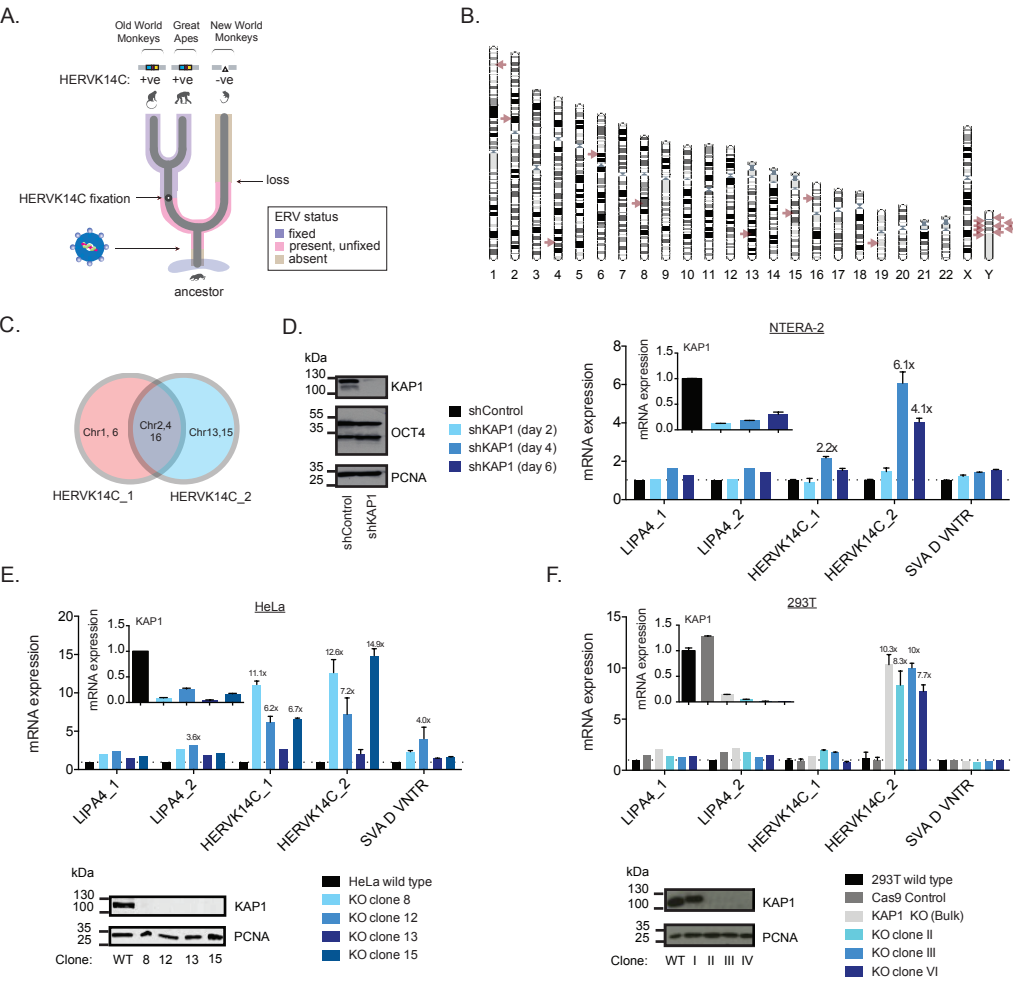 A.
Old World
Monkeys
Great
Apes
New World
Monkeys
HERVK14C: +ve +ve -ve
loss
HERVK14C fixation
ERV status
fixed
present, unfixed
absent
ancestor
B.
1 2 3 4 5 6 7 8 9 10 11 12 13 14 15 16 17 18 19 20 21 22 X Y
C.
Chr1, 6
Chr2,4
16
Chr13,15
HERVK14C_1
HERVK14C_2
D.
kDa
130
100
KAP1
55
35
OCT4
35
25
PCNA
shControl
shKAP1
shControl
shKAP1 (day 2)
shKAP1 (day 4)
shKAP1 (day 6)
NTERA-2
mRNA expression
8
6
4
2
0
KAP1
mRNA expression
1.5
1.0
0.5
0.0
2.2x
6.1x
4.1x
LIPA4_1
LIPA4_2
HERVK14C_1
HERVK14C_2
SVA D VNTR
E.
HeLa
mRNA expression
20
15
10
5
0
KAP1
mRNA expression
1.5
1.0
0.5
0.0
3.6x
11.1x
6.2x
6.7x
12.6x
7.2x
14.9x
4.0x
LIPA4_1
LIPA4_2
HERVK14C_1
HERVK14C_2
SVA D VNTR
kDa
130
100
KAP1
35
25
PCNA
Clone: WT 8 12 13 15
HeLa wild type
KO clone 8
KO clone 12
KO clone 13
KO clone 15
F.
293T
mRNA expression
15
10
5
0
KAP1
mRNA expression
1.5
1.0
0.5
0.0
10.3x
8.3x
10x
7.7x
LIPA4_1
LIPA4_2
HERVK14C_1
HERVK14C_2
SVA D VNTR
kDa
130
100
KAP1
35
25
PCNA
Clone: WT I II III IV
293T wild type
Cas9 Control
KAP1 KO (Bulk)
KO clone II
KO clone III
KO clone VI